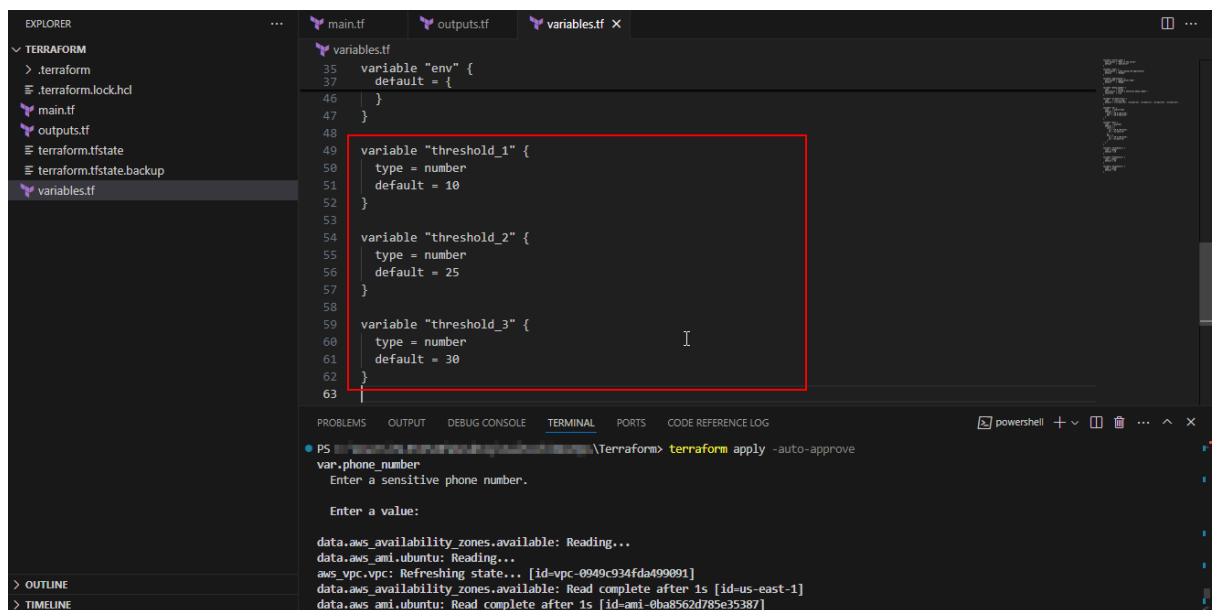 EXPLORER
TERRAFORM
.terraform
.terraform.lock.hcl
main.tf
outputs.tf
terraform.tfstate
terraform.tfstate.backup
variables.tf
OUTLINE
TIMELINE
main.tf outputs.tf variables.tf
variables.tf
35 variable "env" {
37 default = {
46 }
47 }
48
49 variable "threshold_1" {
50 type = number
51 default = 10
52 }
53
54 variable "threshold_2" {
55 type = number
56 default = 25
57 }
58
59 variable "threshold_3" {
60 type = number
61 default = 30
62 }
63
PROBLEMS OUTPUT DEBUG CONSOLE TERMINAL PORTS CODE REFERENCE LOG powershell
PS \Terraform> terraform apply -auto-approve
var.phone_number
Enter a sensitive phone number.
Enter a value:
data.aws_availability_zones.available: Reading...
data.aws_ami.ubuntu: Reading...
aws_vpc.vpc: Refreshing state... [id=vpc-0949c934fda499091]
data.aws_availability_zones.available: Read complete after 1s [id=us-east-1]
data.aws_ami.ubuntu: Read complete after 1s [id=ami-0ba8562d785e35387]